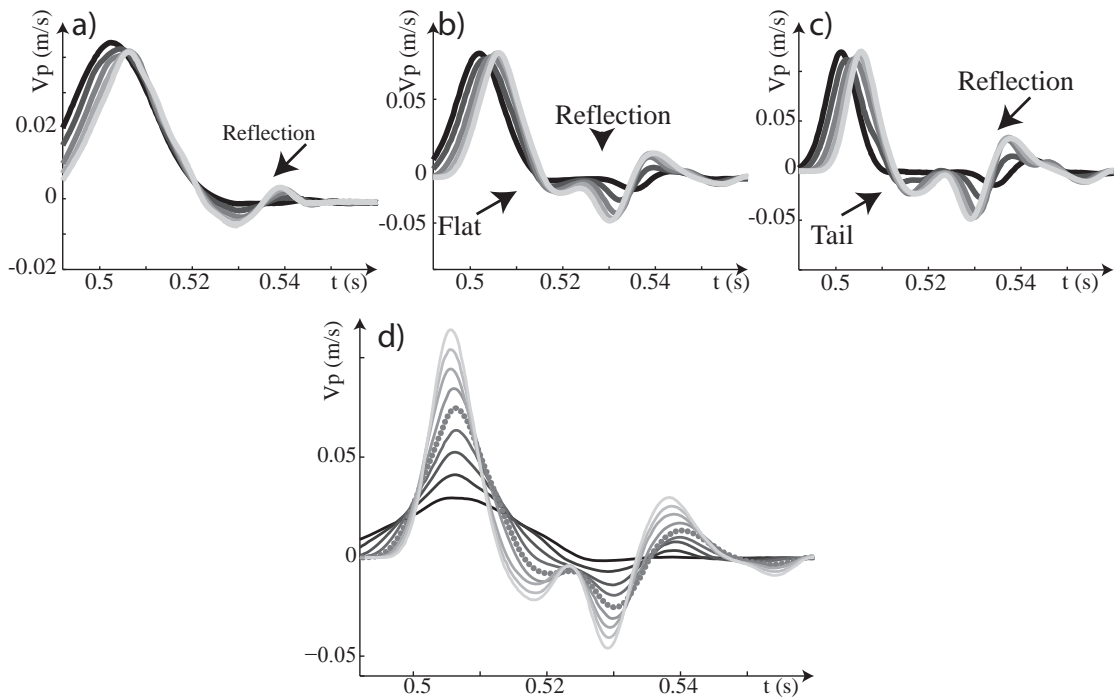 a)
Vp (m/s)
0.02
0
-0.02
0.5
0.52
0.54
t (s)
Reflection
b)
Vp (m/s)
0.05
0
-0.05
0.5
0.52
0.54
t (s)
Reflection
Flat
c)
Vp (m/s)
0.05
0
-0.05
0.5
0.52
0.54
t (s)
Reflection
Tail
d)
Vp (m/s)
0.05
0
−0.05
0.5
0.52
0.54
t (s)